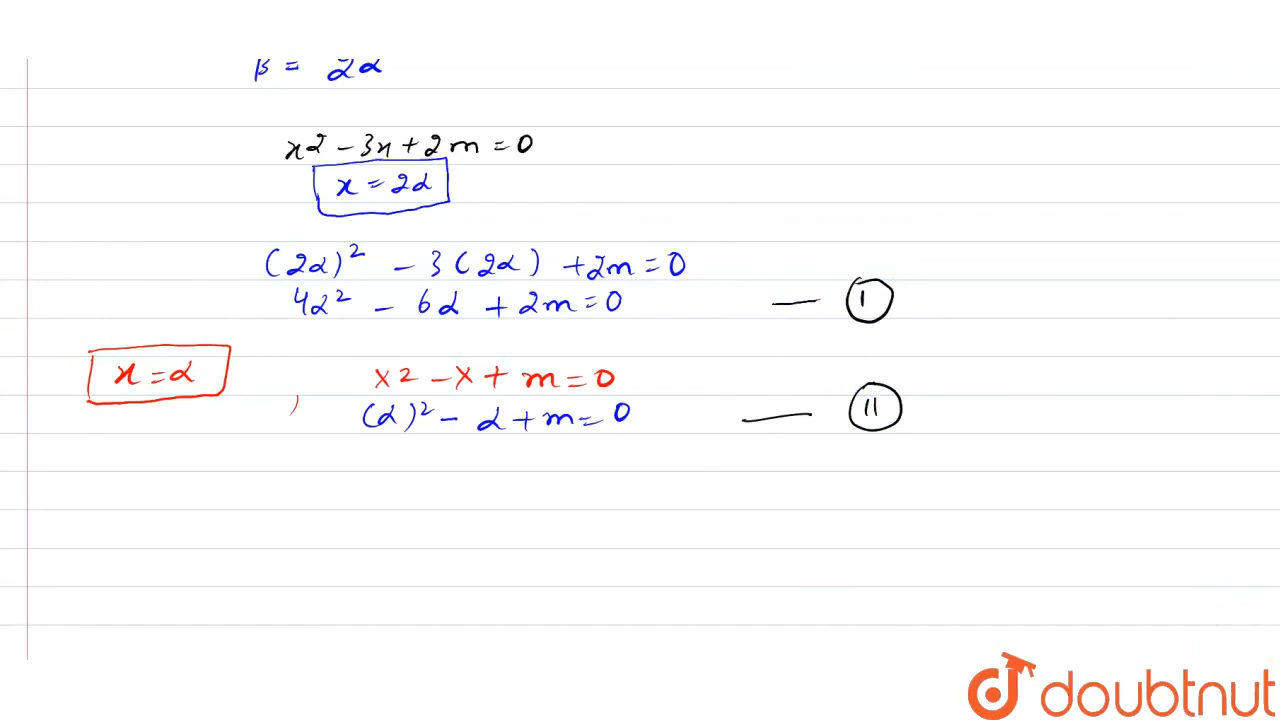 β = 2α
x2 - 3x + 2m = 0
x = 2α
(2α)² - 3(2α) + 2m = 0
4α² - 6α + 2m = 0 — I
x = α x2 - x + m = 0
(α)² - α + m = 0 — II
doubtnut